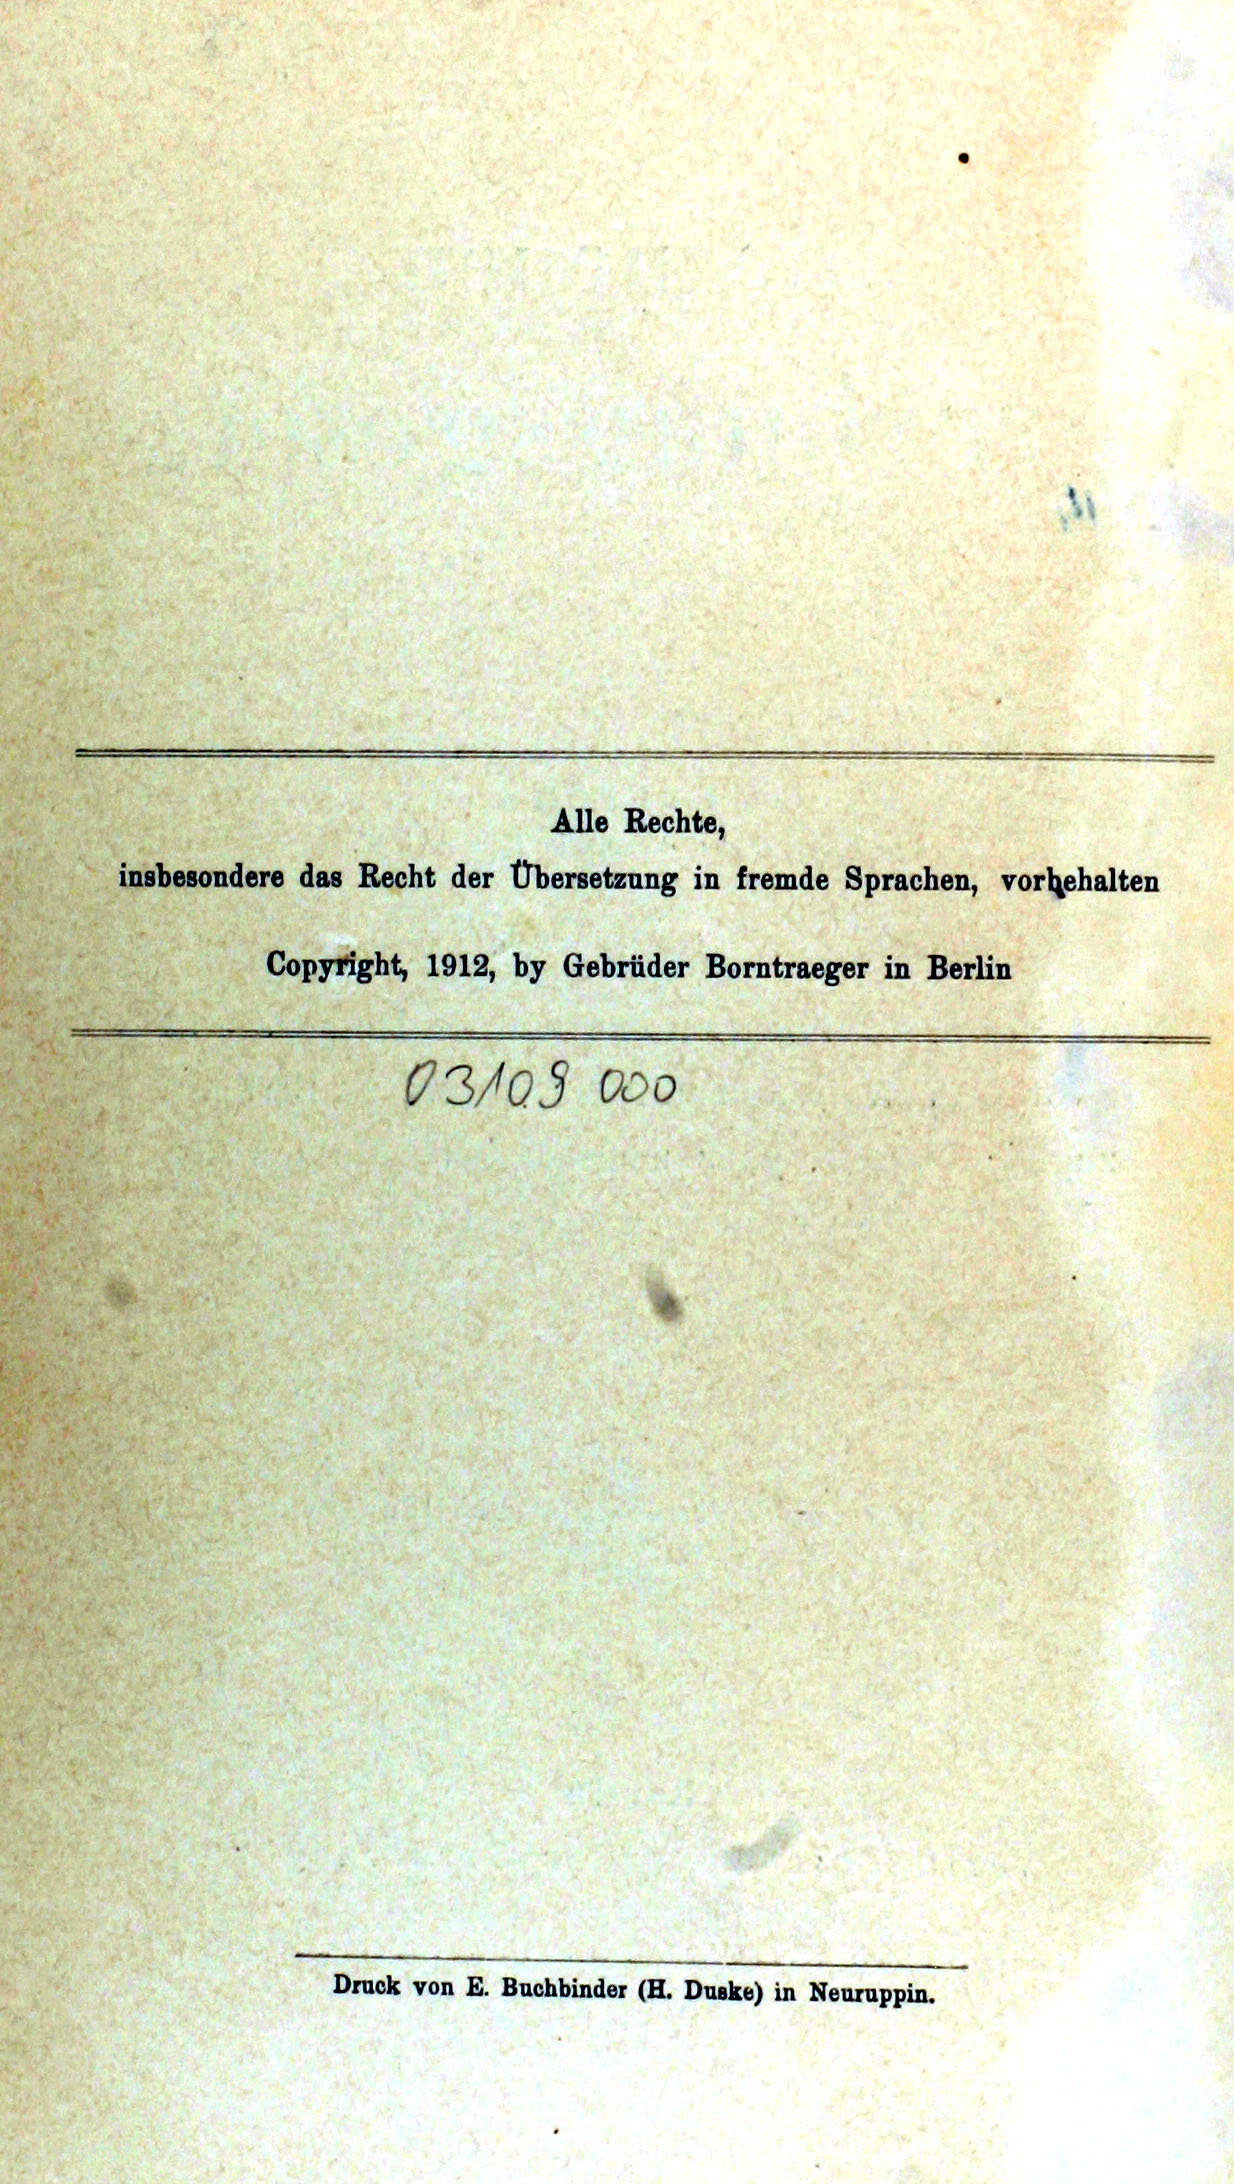 Alle Rechte,
insbesondere das Recht der Übersetzung in fremde Sprachen, vorbehalten
Copyright, 1912, by Gebrüder Borntraeger in Berlin
03109 000
Druck von E. Buchbinder (H. Duske) in Neuruppin.